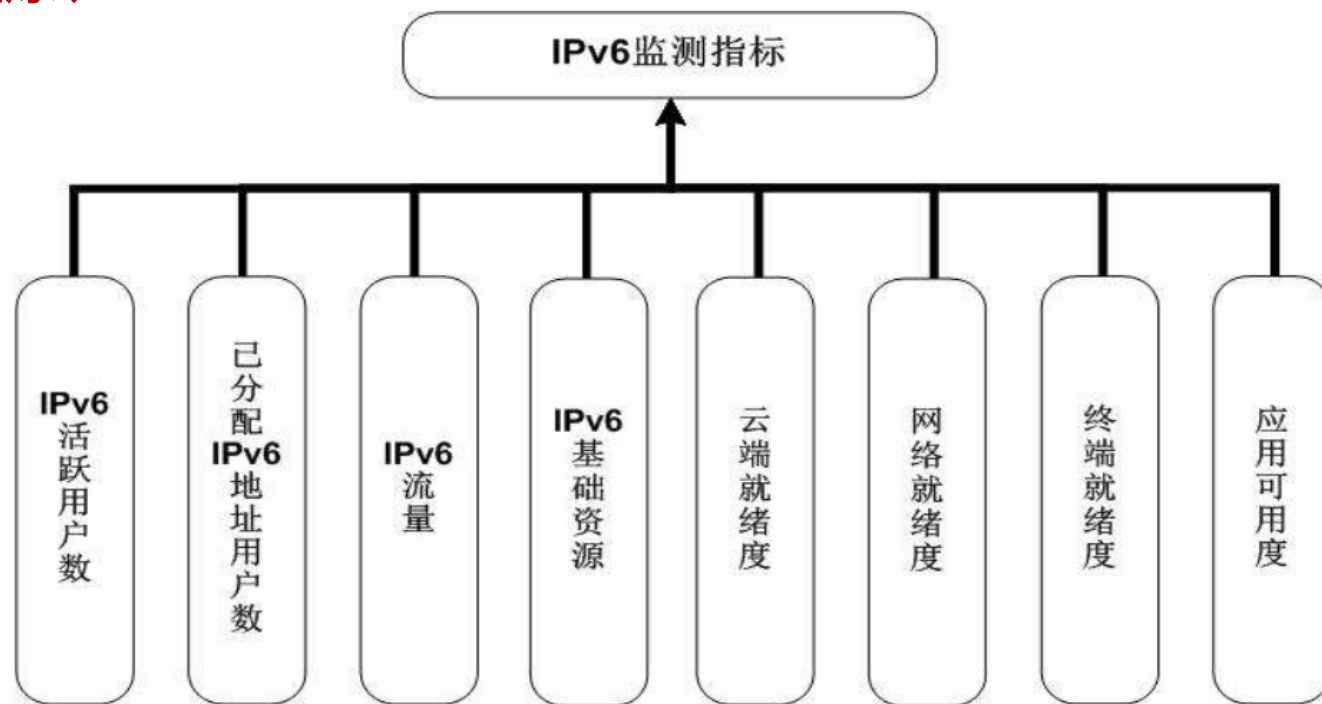 IPv6监测指标
IPv6活跃用户数
已分配IPv6地址用户数
IPv6流量
IPv6基础资源
云端就绪度
网络就绪度
终端就绪度
应用可用度